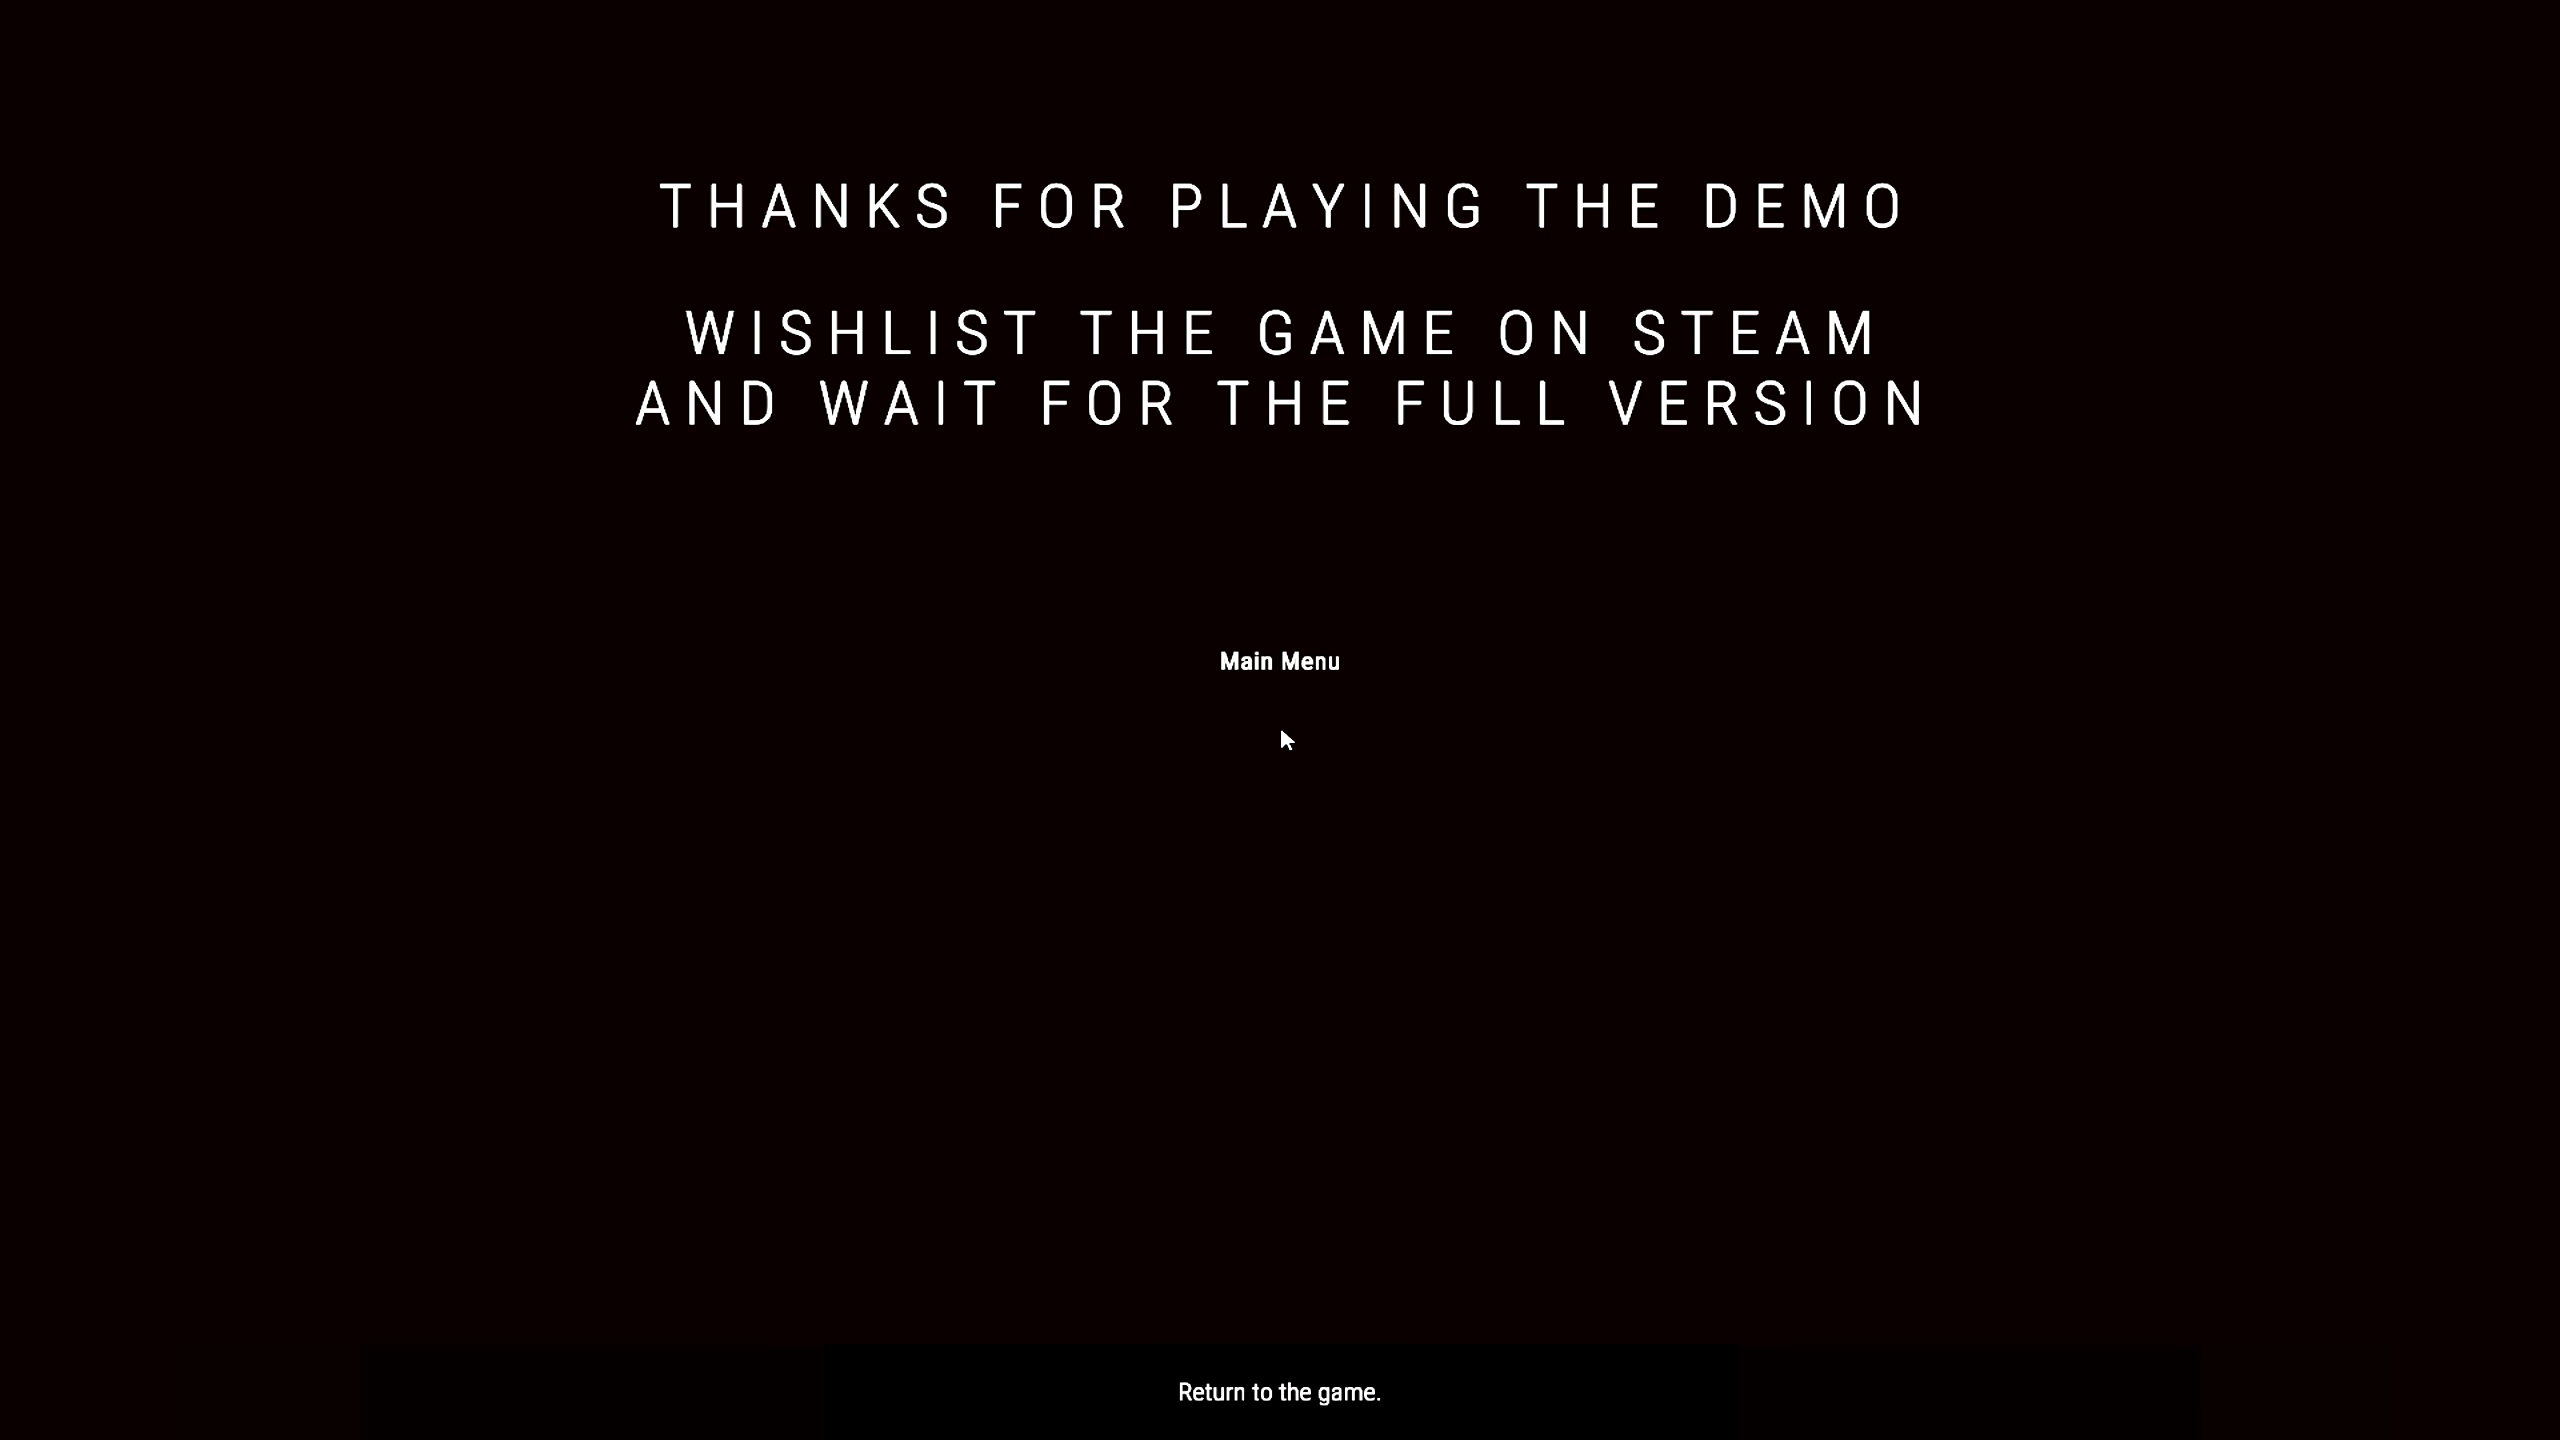 THANKS FOR PLAYING THE DEMO
WISHLIST THE GAME ON STEAM
AND WAIT FOR THE FULL VERSION
Main Menu
Return to the game.